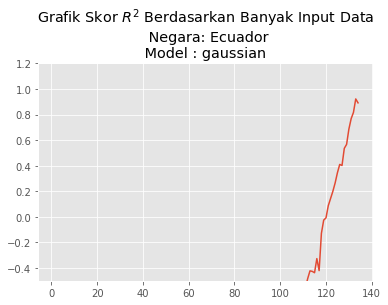 Grafik Skor $R^2$ Berdasarkan Banyak Input Data
Negara: Ecuador
Model : gaussian
1.2
1.0
0.8
0.6
0.4
0.2
0.0
−0.2
−0.4
0 20 40 60 80 100 120 140